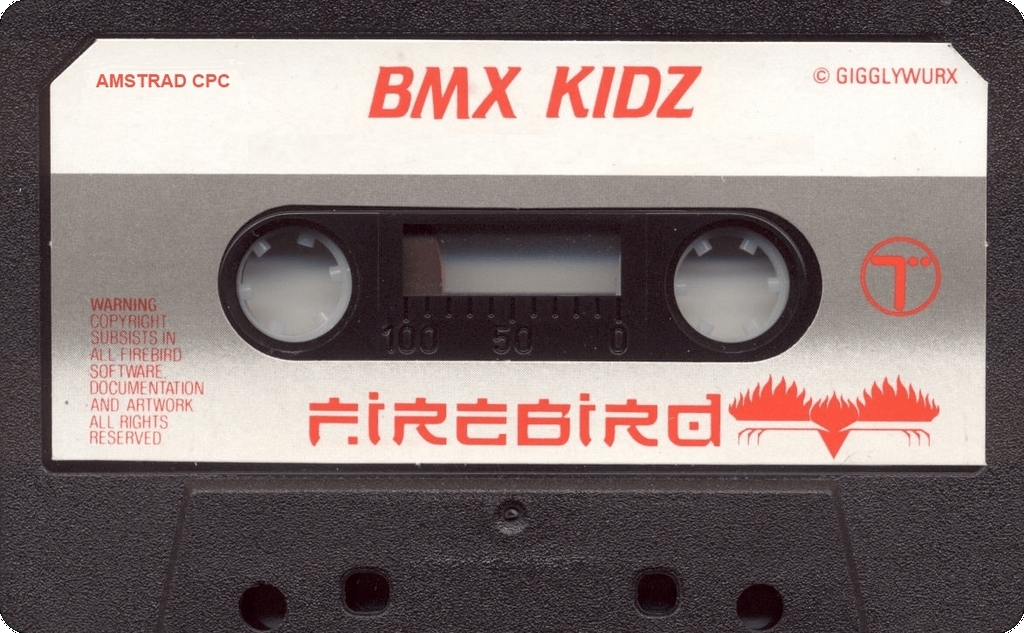 AMSTRAD CPC
BMX KIDZ
© GIGGLYWURX
100 50 0
WARNING
COPYRIGHT
SUBSISTS IN
ALL FIREBIRD
SOFTWARE
DOCUMENTATION
AND ARTWORK
ALL RIGHTS
RESERVED
FIREBIRD